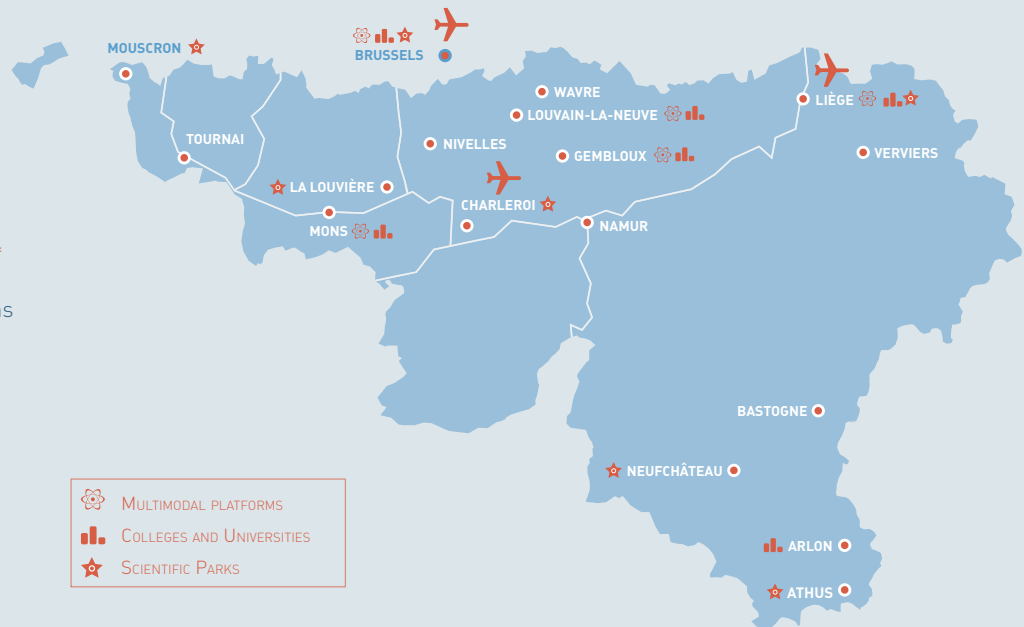 MOUSCRON
BRUSSELS
WAVRE
LIÈGE
LOUVAIN-LA-NEUVE
TOURNAI
NIVELLES
GEMBLOUX
VERVIERS
LA LOUVIÈRE
CHARLEROI
MONS
NAMUR
BASTOGNE
NEUFCHÂTEAU
MULTIMODAL PLATFORMS
COLLEGES AND UNIVERSITIES
SCIENTIFIC PARKS
ARLON
ATHUS